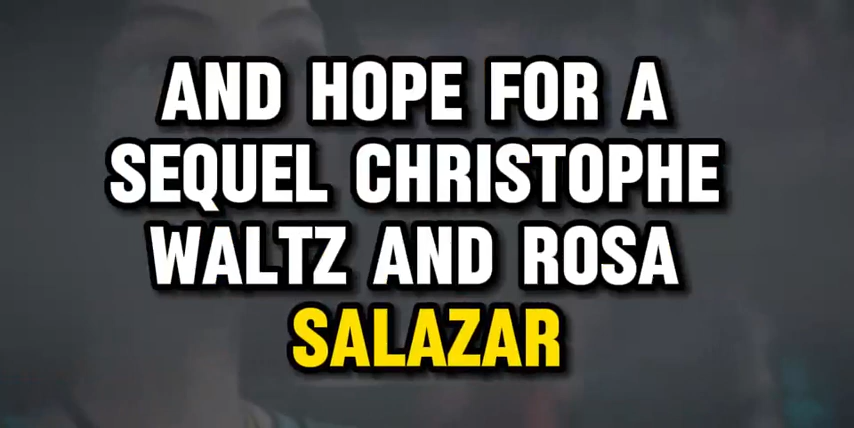 AND HOPE FOR A
SEQUEL CHRISTOPHE
WALTZ AND ROSA
SALAZAR